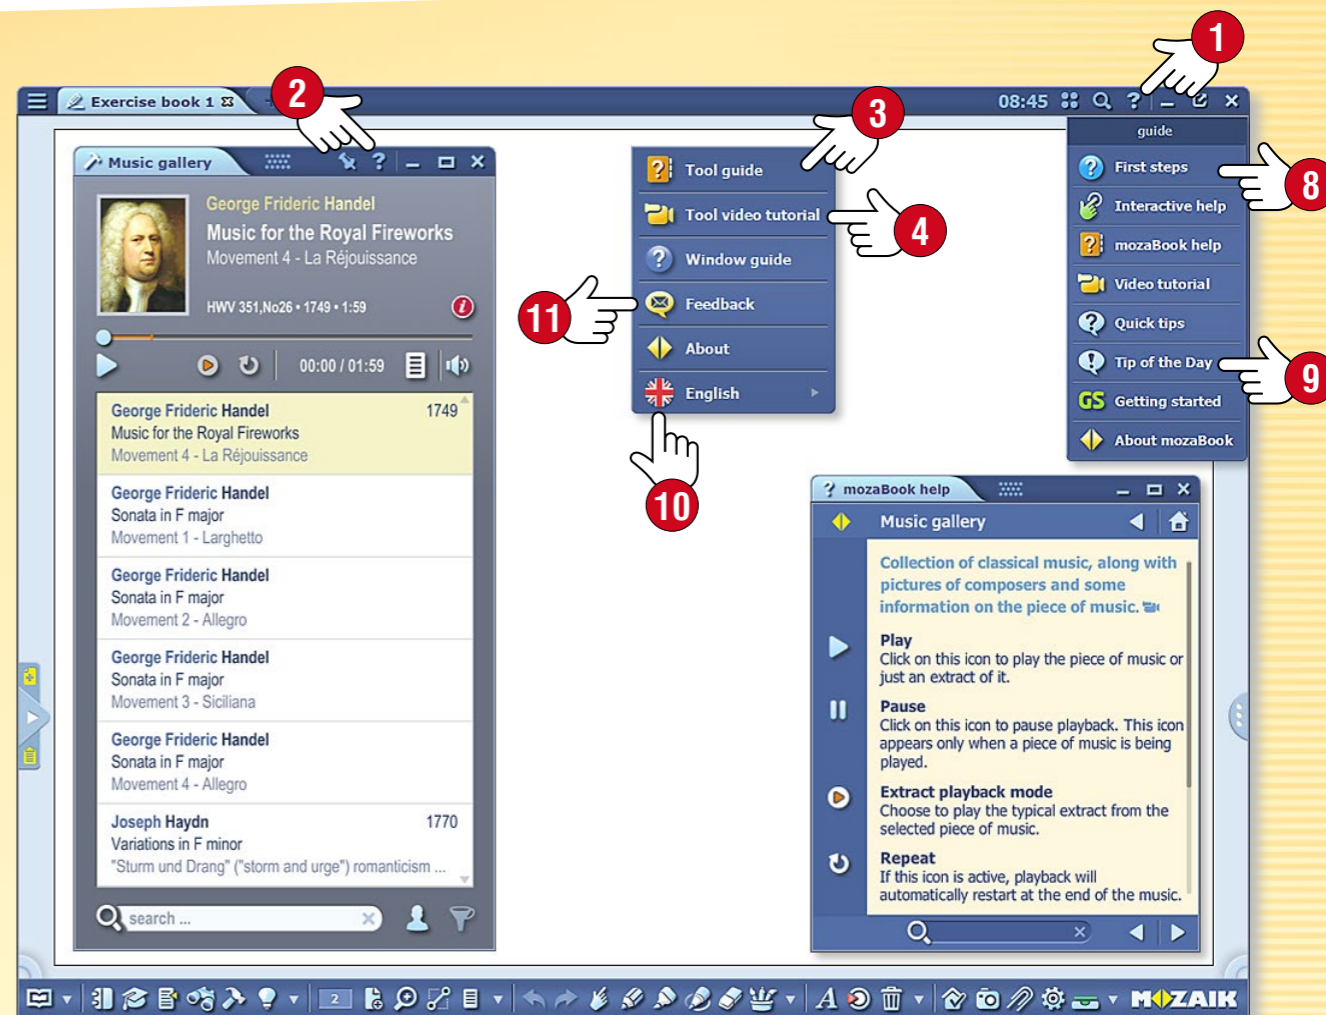 1
2
Exercise book 1
08:45
Music gallery
George Frideric Handel
Music for the Royal Fireworks
Movement 4 - La Réjouissance
HWV 351,No26 • 1749 • 1:59
00:00 / 01:59
George Frideric Handel 1749
Music for the Royal Fireworks
Movement 4 - La Réjouissance
George Frideric Handel
Sonata in F major
Movement 1 - Larghetto
George Frideric Handel
Sonata in F major
Movement 2 - Allegro
George Frideric Handel
Sonata in F major
Movement 3 - Siciliana
George Frideric Handel
Sonata in F major
Movement 4 - Allegro
Joseph Haydn 1770
Variations in F minor
"Sturm und Drang" ("storm and urge") romanticism ...
search ...
3
Tool guide
Tool video tutorial
4
Window guide
11
Feedback
About
English
10
guide
First steps
8
Interactive help
mozaBook help
Video tutorial
Quick tips
Tip of the Day
9
GS Getting started
About mozaBook
? mozaBook help
Music gallery
Collection of classical music, along with
pictures of composers and some
information on the piece of music.
Play
Click on this icon to play the piece of music or
just an extract of it.
Pause
Click on this icon to pause playback. This icon
appears only when a piece of music is being
played.
Extract playback mode
Choose to play the typical extract from the
selected piece of music.
Repeat
If this icon is active, playback will
automatically restart at the end of the music.
2
A
MOZAIK